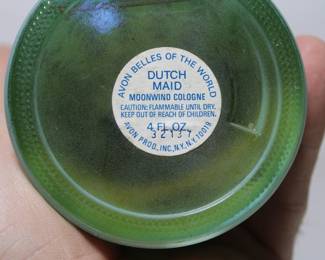 AVON BELLES OF THE WORLD
DUTCH
MAID
MOONWIND COLOGNE
CAUTION: FLAMMABLE UNTIL DRY.
KEEP OUT OF REACH OF CHILDREN.
4 FL. OZ.
AVON PROD., INC., N.Y., N.Y. 10019